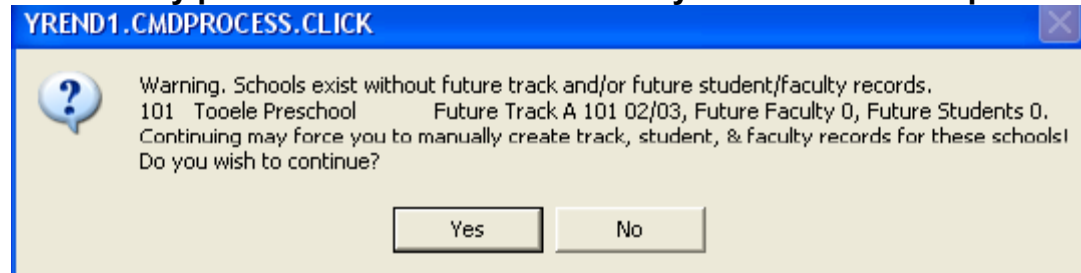 YREND1.CMDPROCESS.CLICK
Warning. Schools exist without future track and/or future student/faculty records.
101 Tooele Preschool Future Track A 101 02/03, Future Faculty 0, Future Students 0.
Continuing may force you to manually create track, student, & faculty records for these schools!
Do you wish to continue?
Yes No